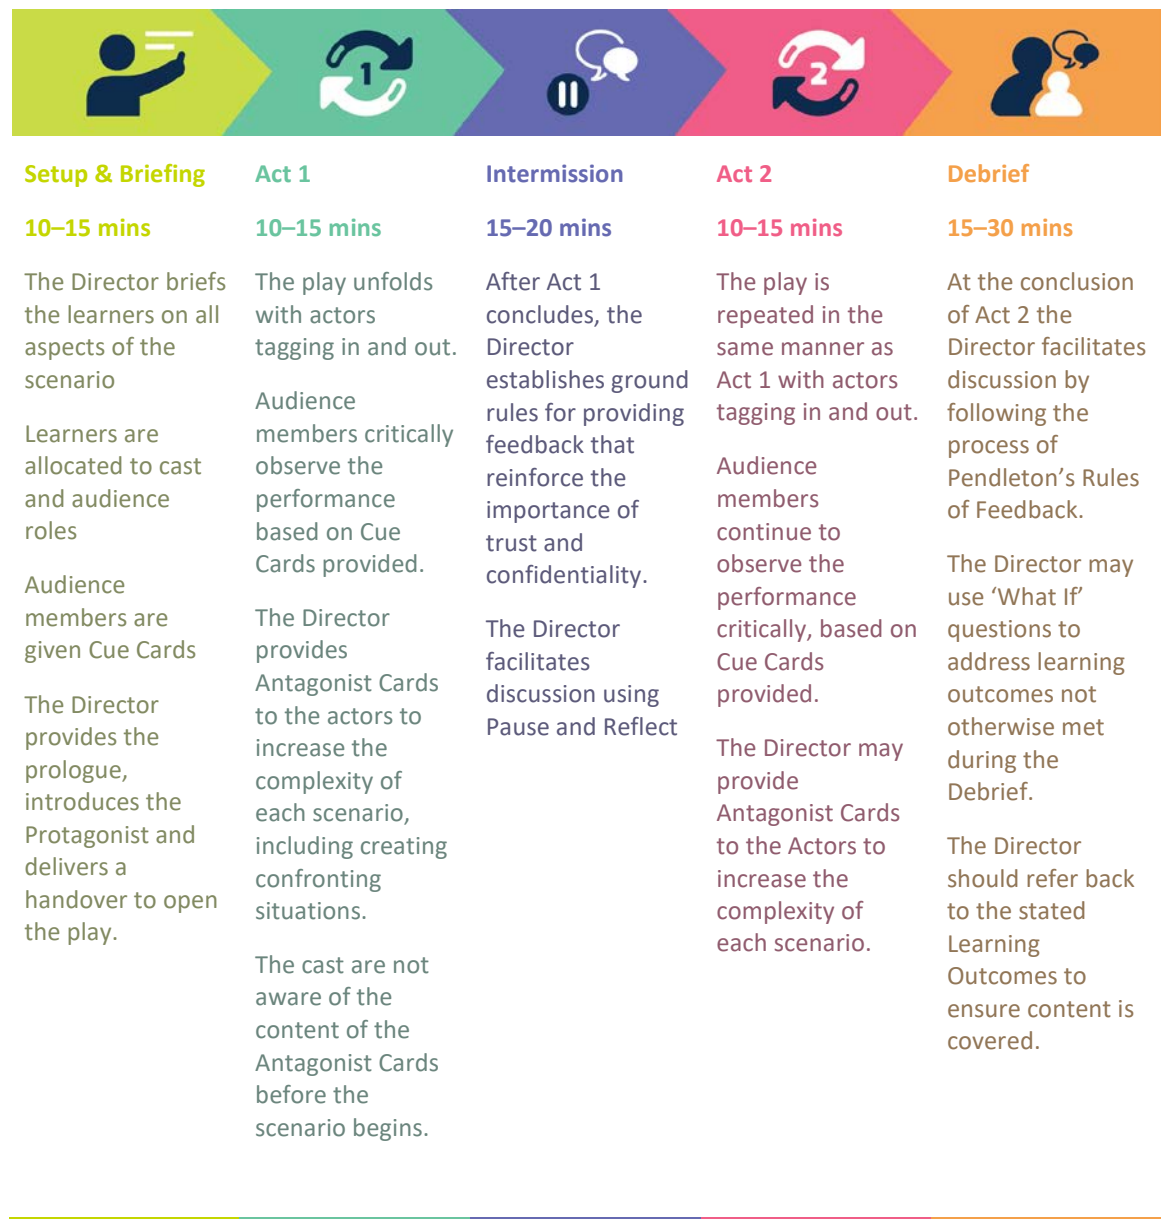 1
2
Setup & Briefing
10–15 mins
The Director briefs
the learners on all
aspects of the
scenario
Learners are
allocated to cast
and audience
roles
Audience
members are
given Cue Cards
The Director
provides the
prologue,
introduces the
Protagonist and
delivers a
handover to open
the play.
Act 1
10–15 mins
The play unfolds
with actors
tagging in and out.
Audience
members critically
observe the
performance
based on Cue
Cards provided.
The Director
provides
Antagonist Cards
to the actors to
increase the
complexity of
each scenario,
including creating
confronting
situations.
The cast are not
aware of the
content of the
Antagonist Cards
before the
scenario begins.
Intermission
15–20 mins
After Act 1
concludes, the
Director
establishes ground
rules for providing
feedback that
reinforce the
importance of
trust and
confidentiality.
The Director
facilitates
discussion using
Pause and Reflect
Act 2
10–15 mins
The play is
repeated in the
same manner as
Act 1 with actors
tagging in and out.
Audience
members
continue to
observe the
performance
critically, based on
Cue Cards
provided.
The Director may
provide
Antagonist Cards
to the Actors to
increase the
complexity of
each scenario.
Debrief
15–30 mins
At the conclusion
of Act 2 the
Director facilitates
discussion by
following the
process of
Pendleton’s Rules
of Feedback.
The Director may
use ‘What If’
questions to
address learning
outcomes not
otherwise met
during the
Debrief.
The Director
should refer back
to the stated
Learning
Outcomes to
ensure content is
covered.